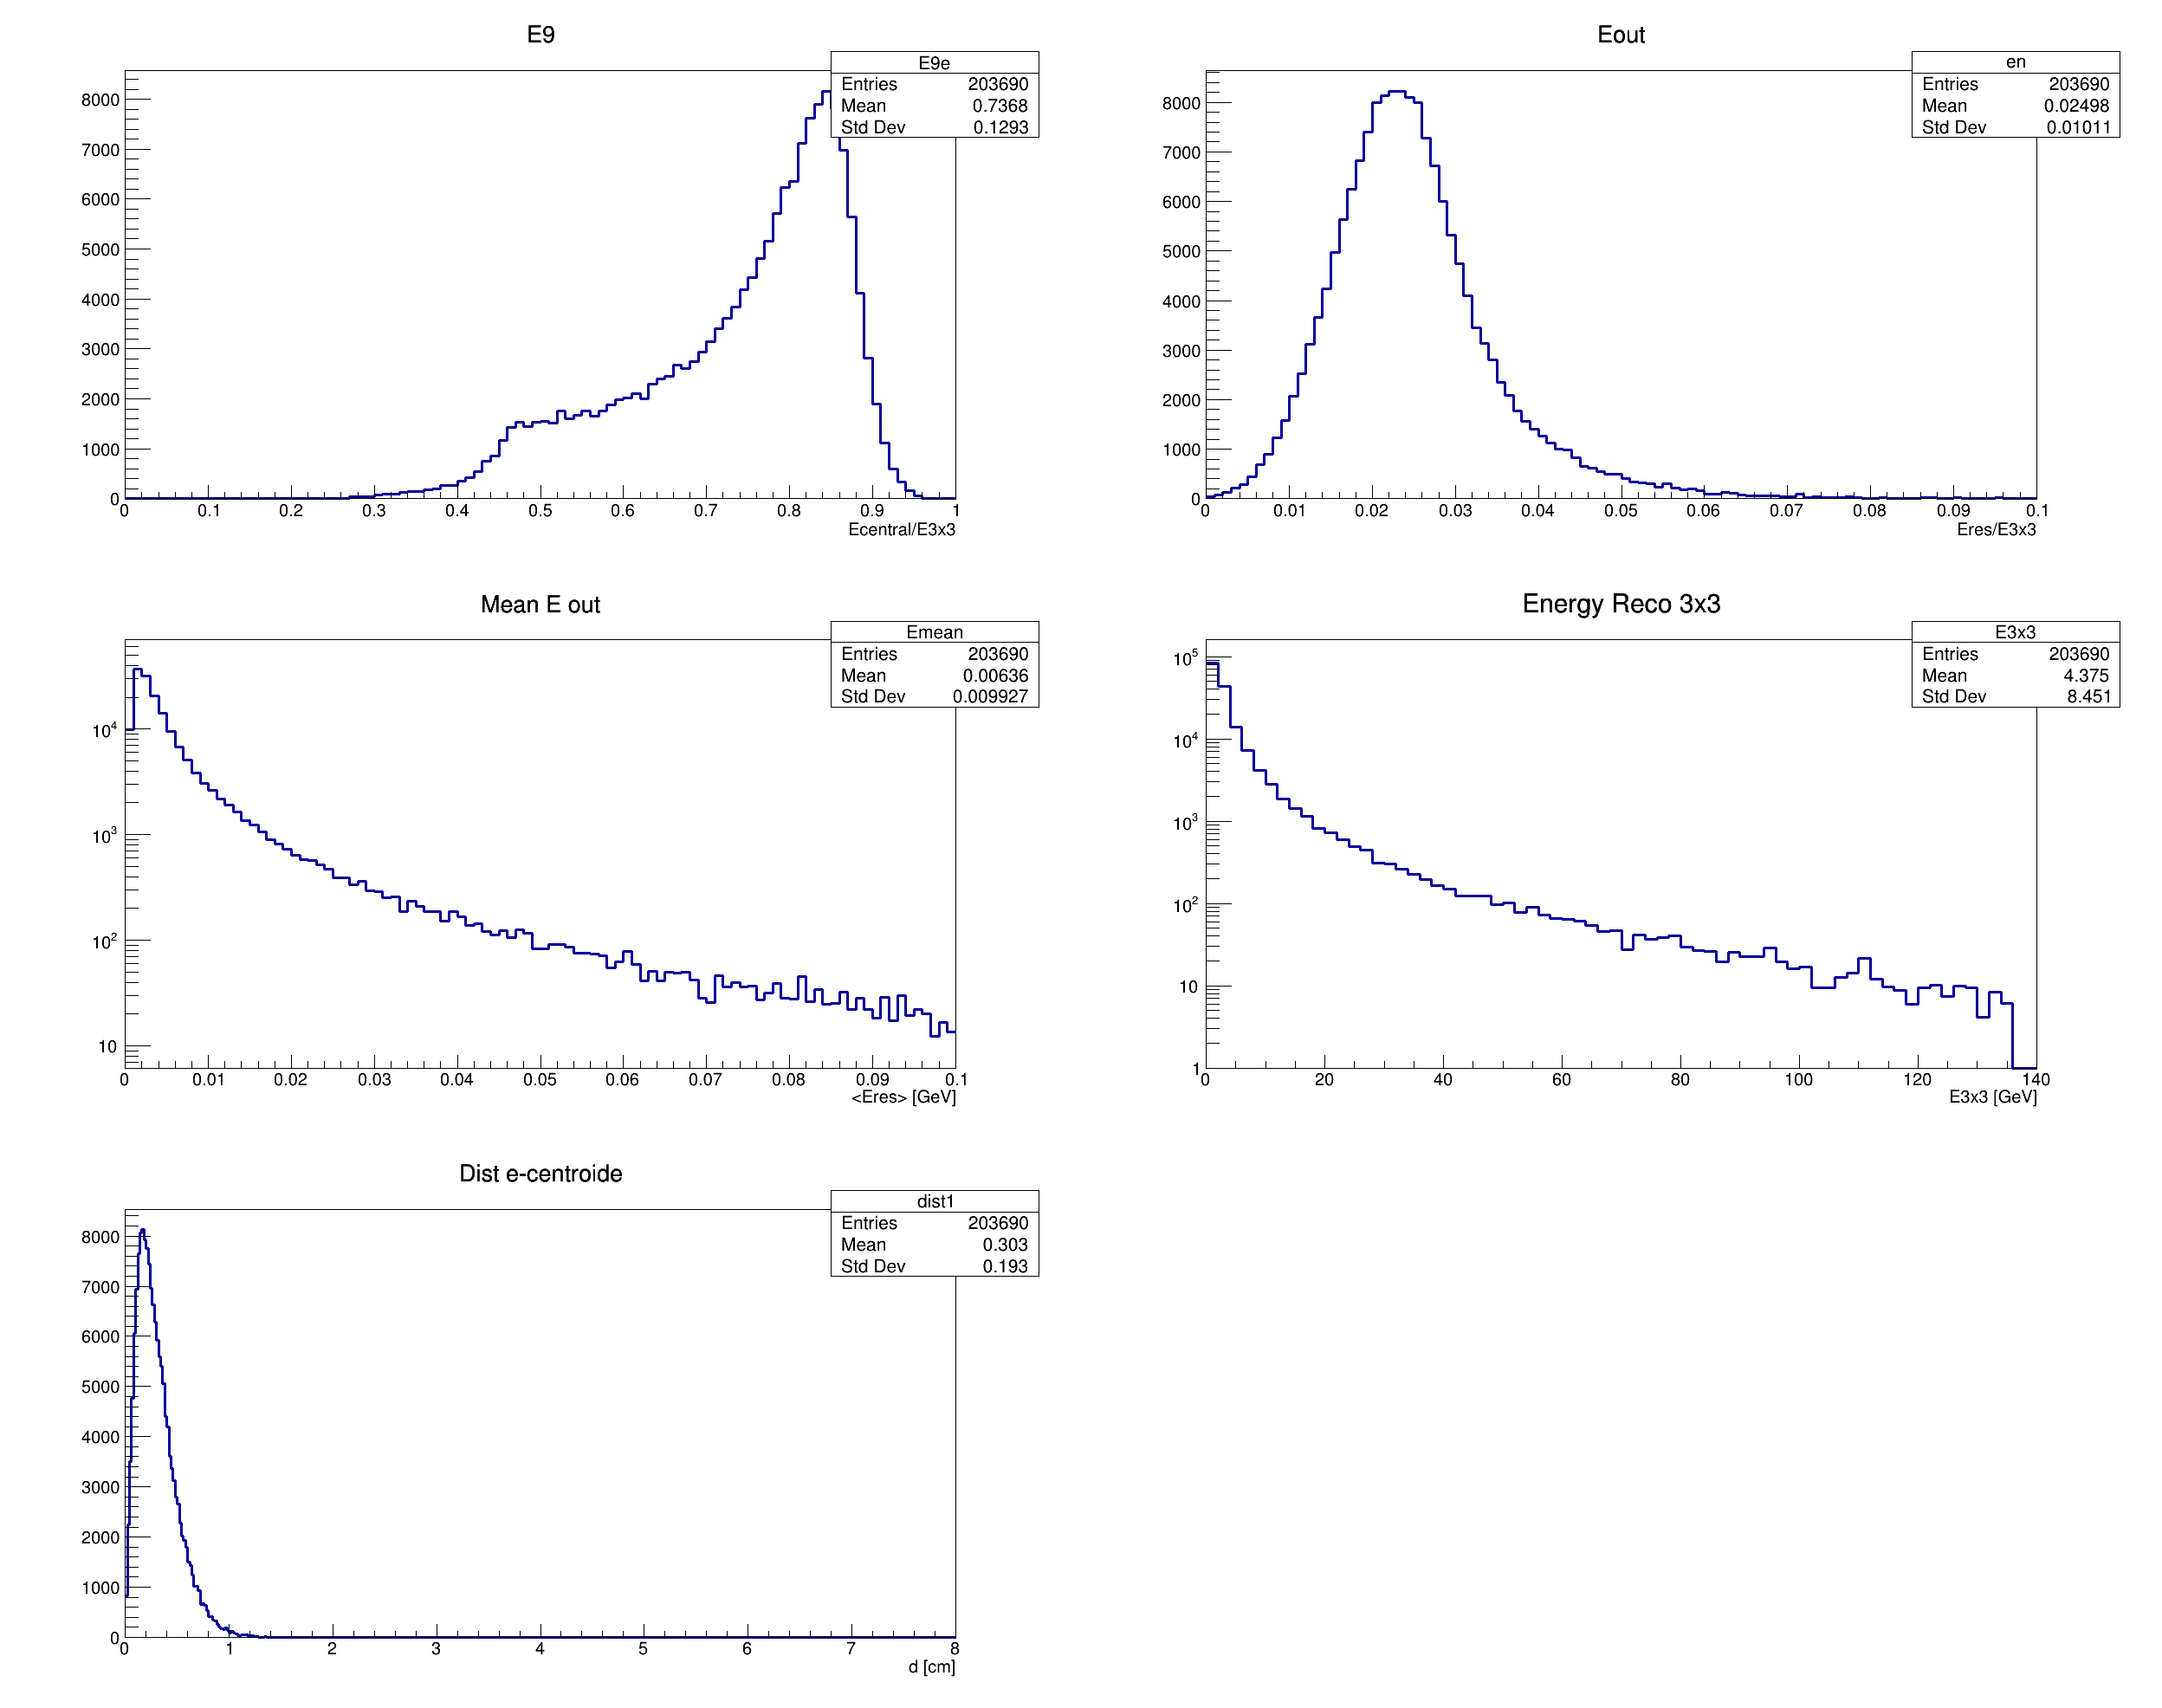 E9
E9e
Entries 203690
Mean 0.7368
Std Dev 0.1293
8000
7000
6000
5000
4000
3000
2000
1000
0
0 0.1 0.2 0.3 0.4 0.5 0.6 0.7 0.8 0.9 1
Ecentral/E3x3
Eout
en
Entries 203690
Mean 0.02498
Std Dev 0.01011
8000
7000
6000
5000
4000
3000
2000
1000
0
0 0.01 0.02 0.03 0.04 0.05 0.06 0.07 0.08 0.09 0.1
Eres/E3x3
Mean E out
Emean
Entries 203690
Mean 0.00636
Std Dev 0.009927
10⁴
10³
10²
10
0 0.01 0.02 0.03 0.04 0.05 0.06 0.07 0.08 0.09 0.1
<Eres> [GeV]
Energy Reco 3x3
E3x3
Entries 203690
Mean 4.375
Std Dev 8.451
10⁵
10⁴
10³
10²
10
1
0 20 40 60 80 100 120 140
E3x3 [GeV]
Dist e-centroide
dist1
Entries 203690
Mean 0.303
Std Dev 0.193
8000
7000
6000
5000
4000
3000
2000
1000
0
0 1 2 3 4 5 6 7 8
d [cm]